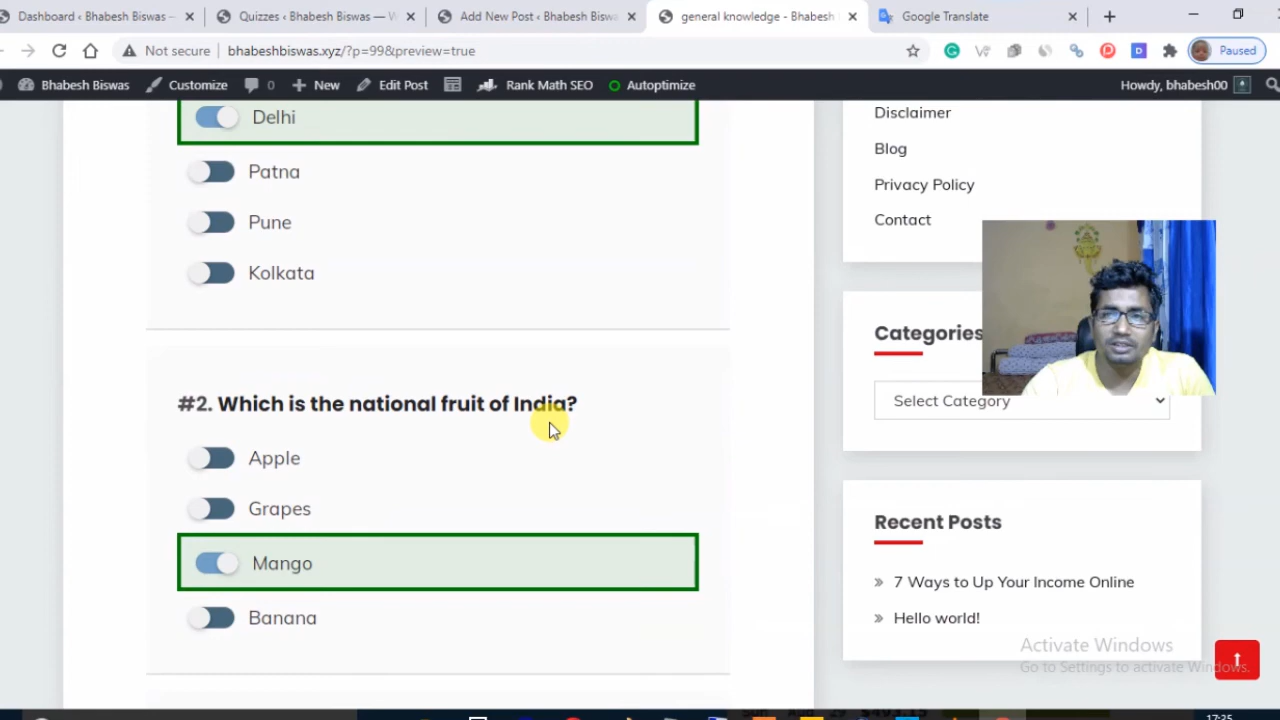 Dashboard ‹ Bhabesh Biswas —
Quizzes ‹ Bhabesh Biswas — W
Add New Post ‹ Bhabesh Biswa
general knowledge - Bhabesh
Google Translate
Not secure
bhabeshbiswas.xyz/?p=99&preview=true
Paused
Bhabesh Biswas
Customize
0
New
Edit Post
Rank Math SEO
Autoptimize
Howdy, bhabesh00
Delhi
Patna
Pune
Kolkata
#2. Which is the national fruit of India?
Apple
Grapes
Mango
Banana
Disclaimer
Blog
Privacy Policy
Contact
Categories
Select Category
Recent Posts
» 7 Ways to Up Your Income Online
» Hello world!
Activate Windows
Go to Settings to activate Windows.
17:25